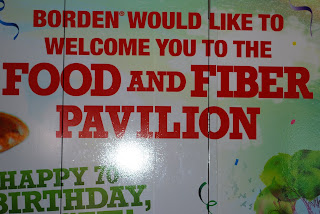 BORDEN® WOULD LIKE TO
WELCOME YOU TO THE
FOOD AND FIBER
PAVILION
HAPPY 70
BIRTHDAY,